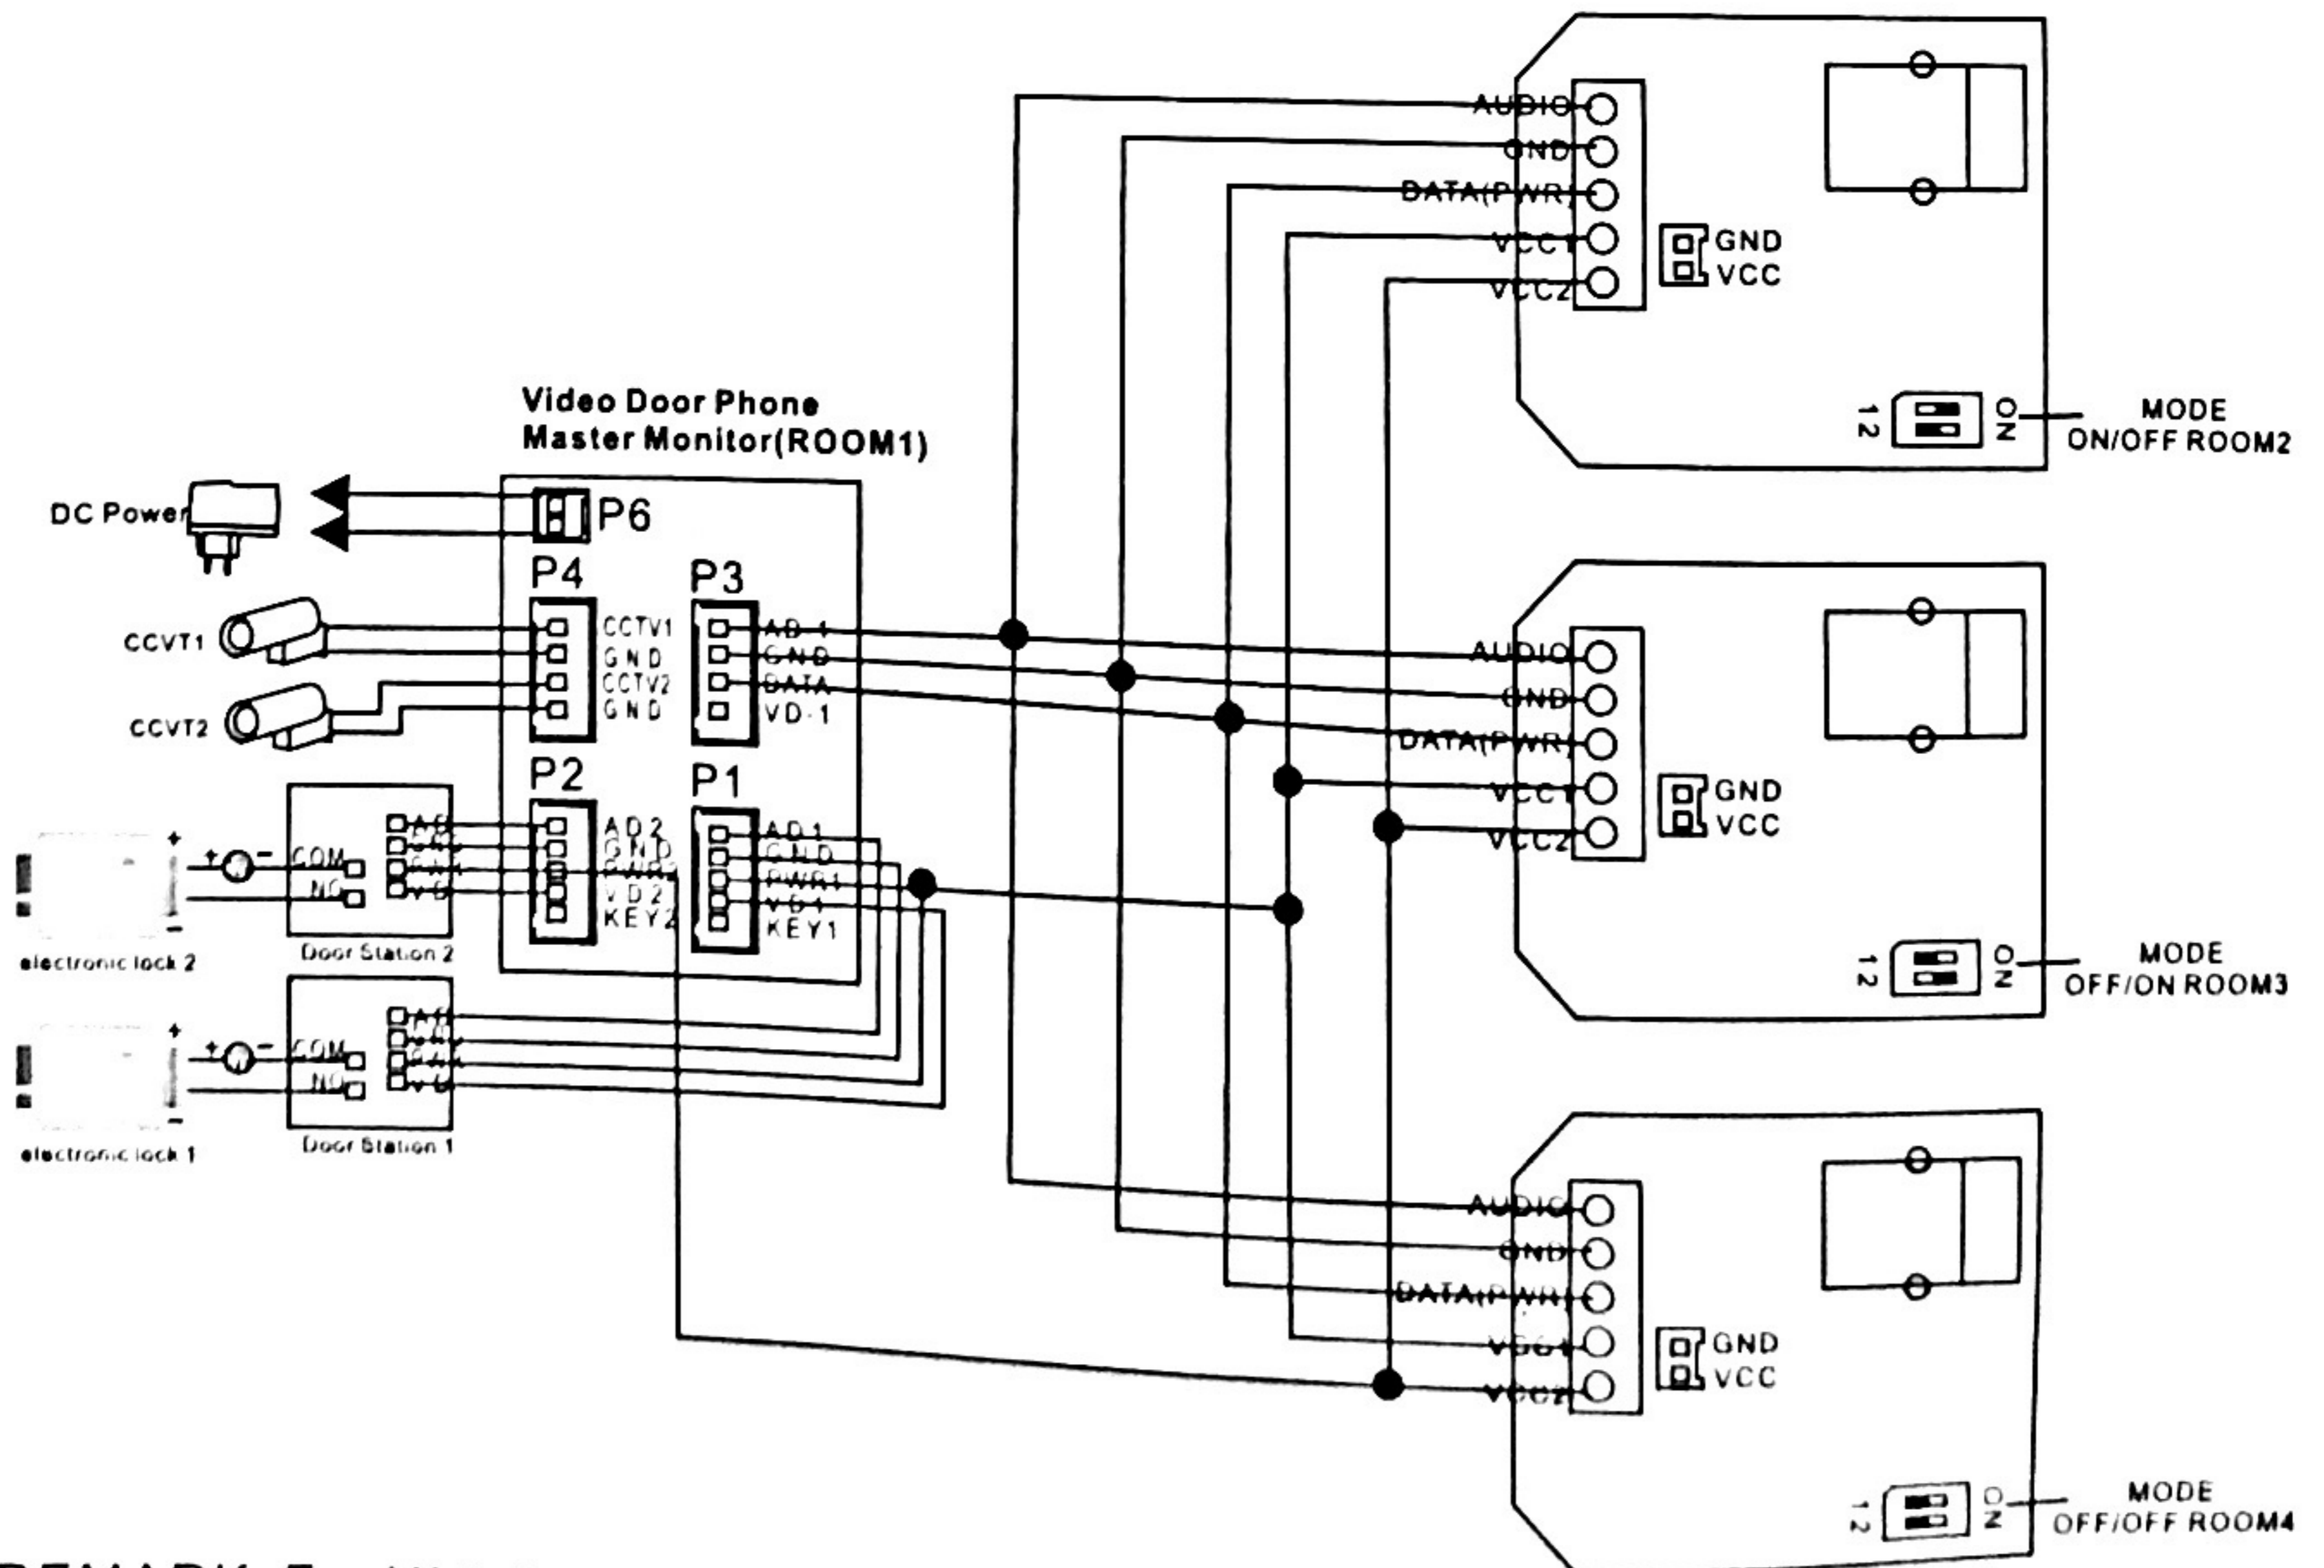 AUDIO
GND
DATA(PWR)
VCC1
VCC2
GND
VCC
1 2
ON
MODE
ON/OFF ROOM2
Video Door Phone
Master Monitor(ROOM1)
DC Power
P6
P4
CCTV1
GND
CCTV2
GND
CCVT1
CCVT2
P3
AD-1
GND
DATA
VD-1
P2
AD2
GND
PWR2
VD2
KEY2
P1
AD1
GND
PWR1
VD1
KEY1
+
-
+ -
COM
NO
electronic lock 2
Door Station 2
+
-
+ -
COM
NO
electronic lock 1
Door Station 1
AUDIO
GND
DATA(PWR)
VCC1
VCC2
GND
VCC
1 2
ON
MODE
OFF/ON ROOM3
AUDIO
GND
DATA(PWR)
VCC1
VCC2
GND
VCC
1 2
ON
MODE
OFF/OFF ROOM4